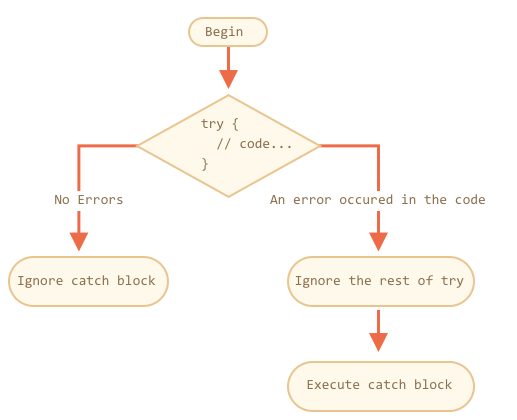 Begin
try {
// code...
}
No Errors
An error occured in the code
Ignore catch block
Ignore the rest of try
Execute catch block